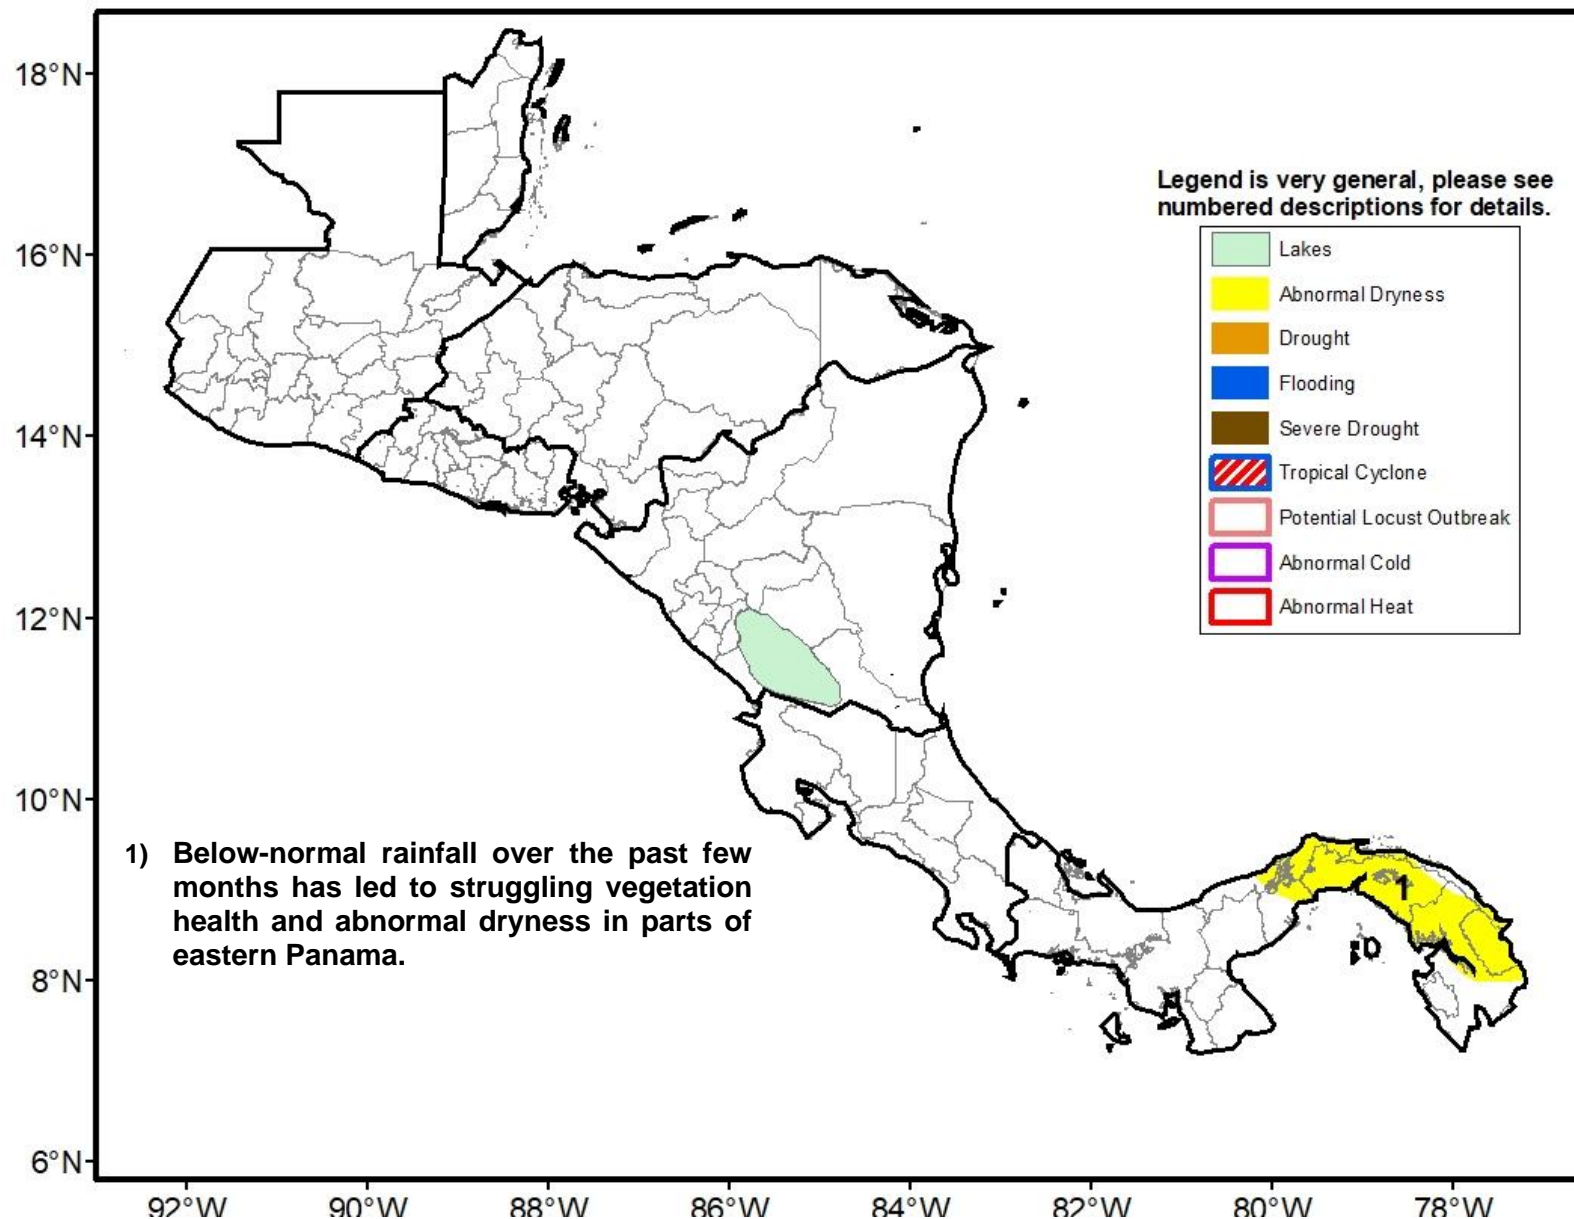 18°N
16°N
14°N
12°N
10°N
8°N
6°N
Legend is very general, please see
numbered descriptions for details.
Lakes
Abnormal Dryness
Drought
Flooding
Severe Drought
Tropical Cyclone
Potential Locust Outbreak
Abnormal Cold
Abnormal Heat
1) Below-normal rainfall over the past few
months has led to struggling vegetation
health and abnormal dryness in parts of
eastern Panama.
1
92°W 90°W 88°W 86°W 84°W 82°W 80°W 78°W